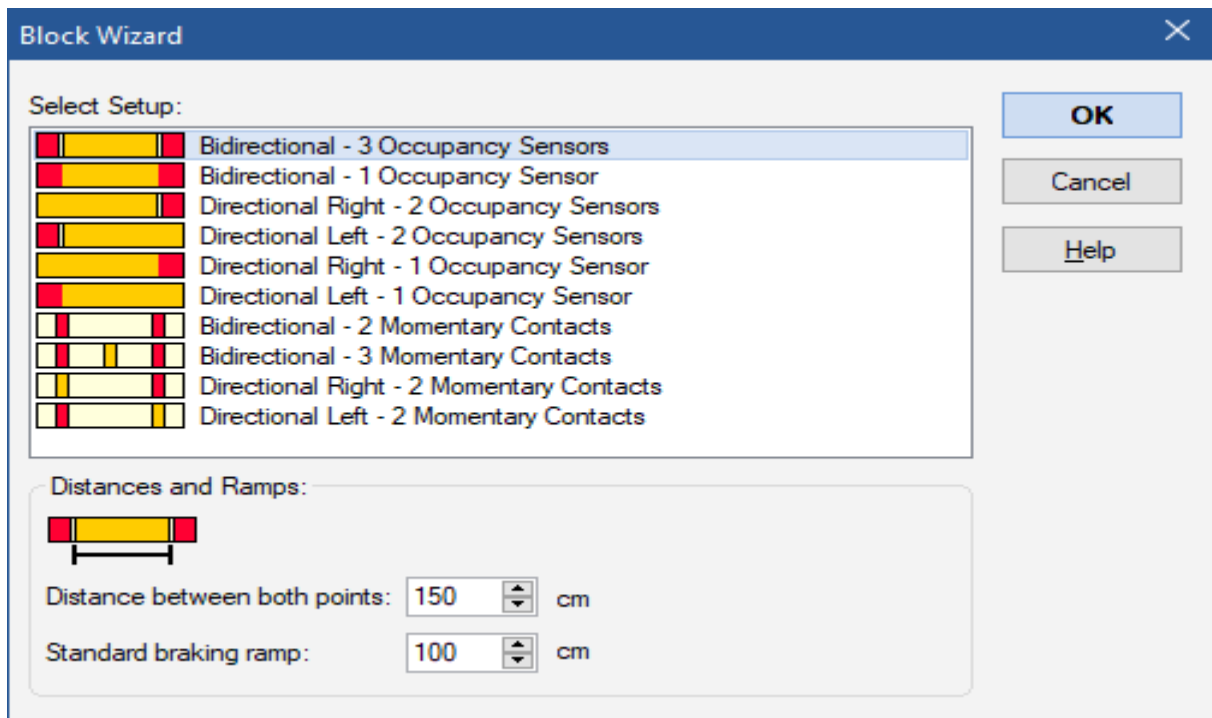 Block Wizard
Select Setup:
Bidirectional - 3 Occupancy Sensors
Bidirectional - 1 Occupancy Sensor
Directional Right - 2 Occupancy Sensors
Directional Left - 2 Occupancy Sensors
Directional Right - 1 Occupancy Sensor
Directional Left - 1 Occupancy Sensor
Bidirectional - 2 Momentary Contacts
Bidirectional - 3 Momentary Contacts
Directional Right - 2 Momentary Contacts
Directional Left - 2 Momentary Contacts
OK
Cancel
Help
Distances and Ramps:
Distance between both points: 150 cm
Standard braking ramp: 100 cm